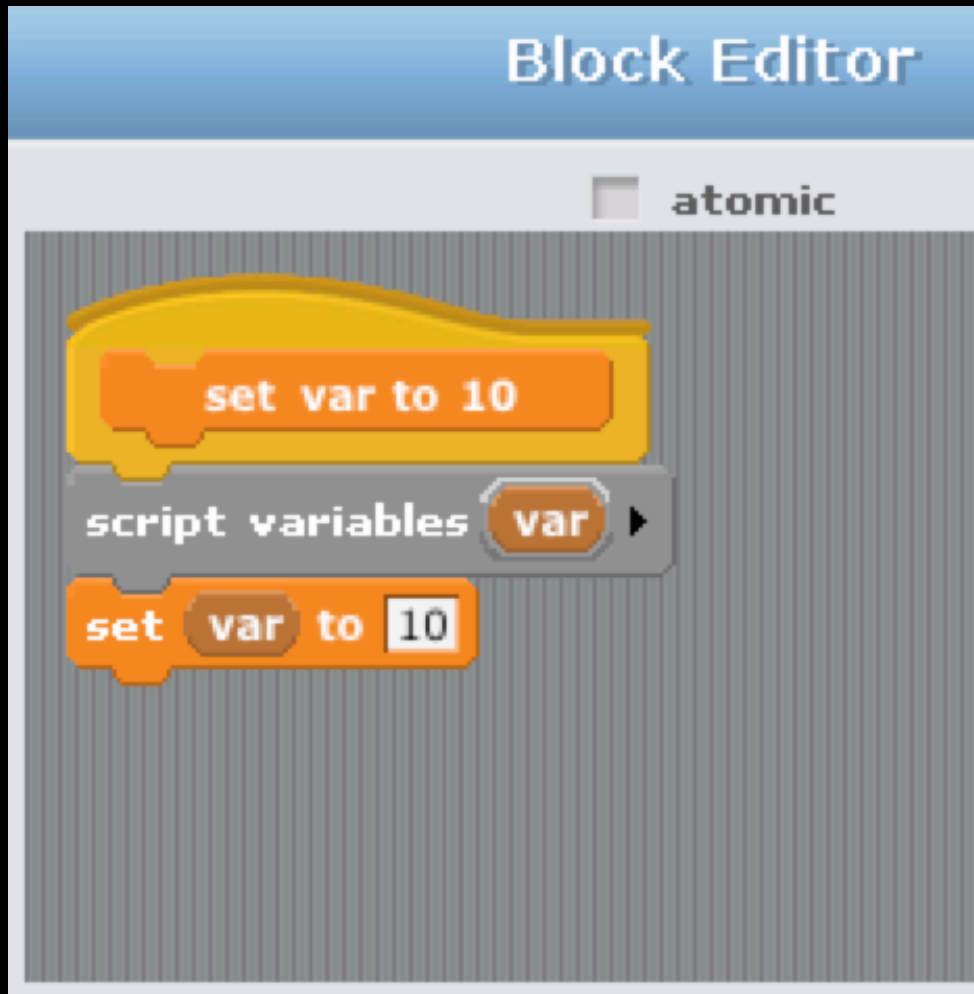 Block Editor
atomic
set var to 10
script variables var
set var to 10